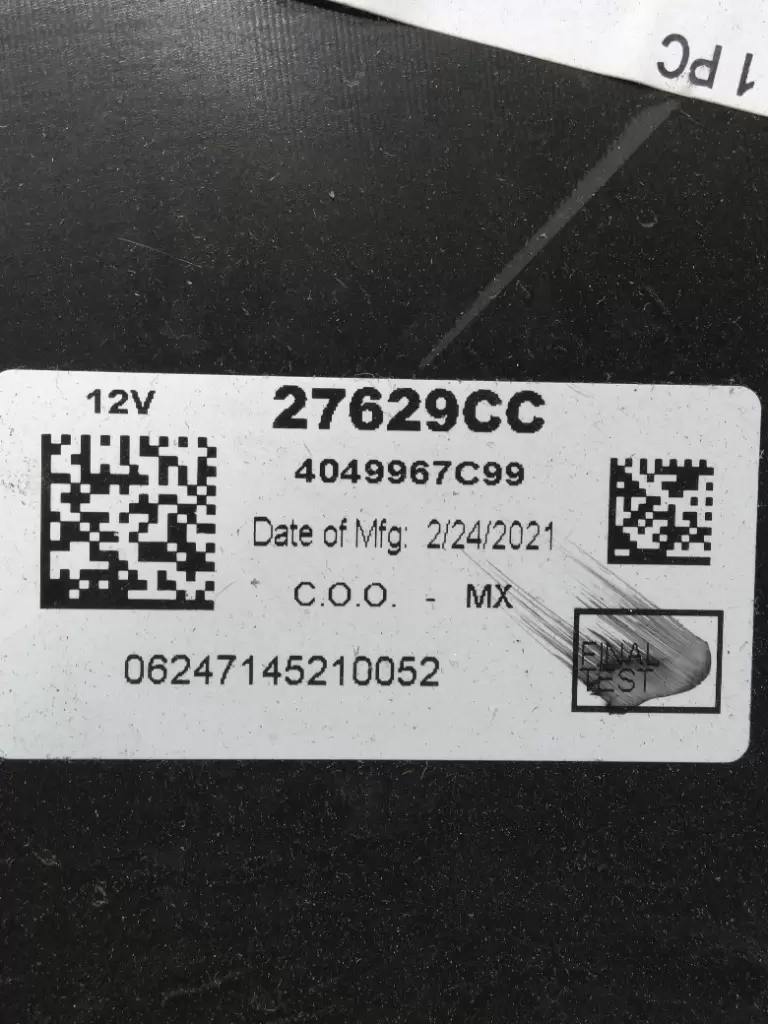 1 PC
12V
27629CC
4049967C99
Date of Mfg: 2/24/2021
C.O.O. - MX
06247145210052
FINAL
TEST